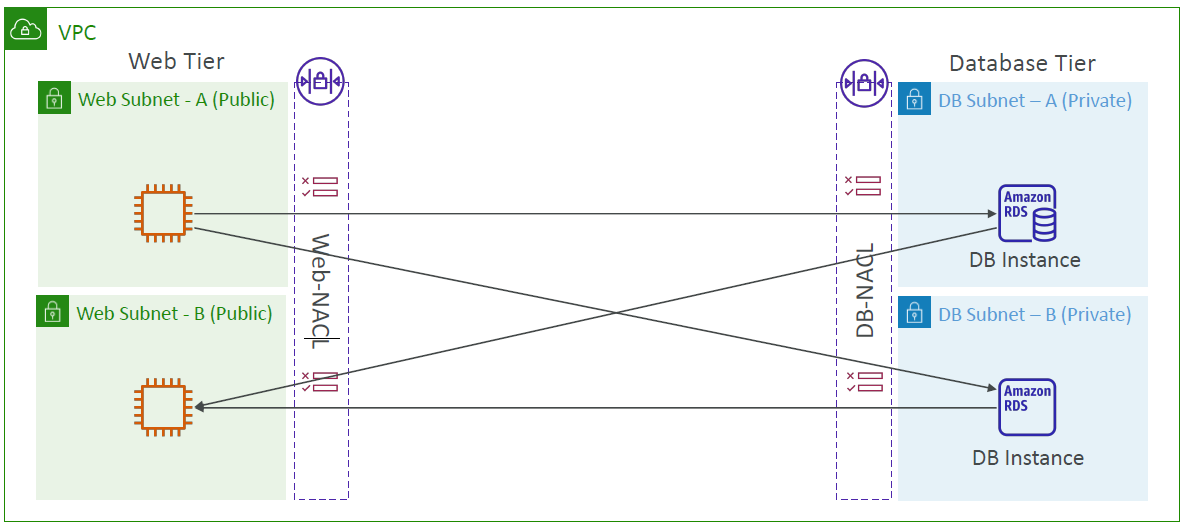 VPC
Web Tier
Database Tier
Web Subnet - A (Public)
DB Subnet – A (Private)
Web-NACL
DB-NACL
Amazon
RDS
DB Instance
Web Subnet - B (Public)
DB Subnet – B (Private)
Amazon
RDS
DB Instance